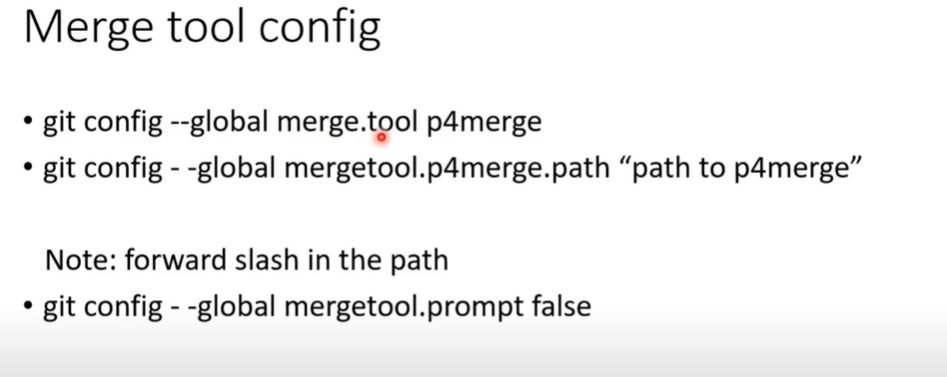 Merge tool config
• git config --global merge.tool p4merge
• git config - -global mergetool.p4merge.path “path to p4merge”
Note: forward slash in the path
• git config - -global mergetool.prompt false